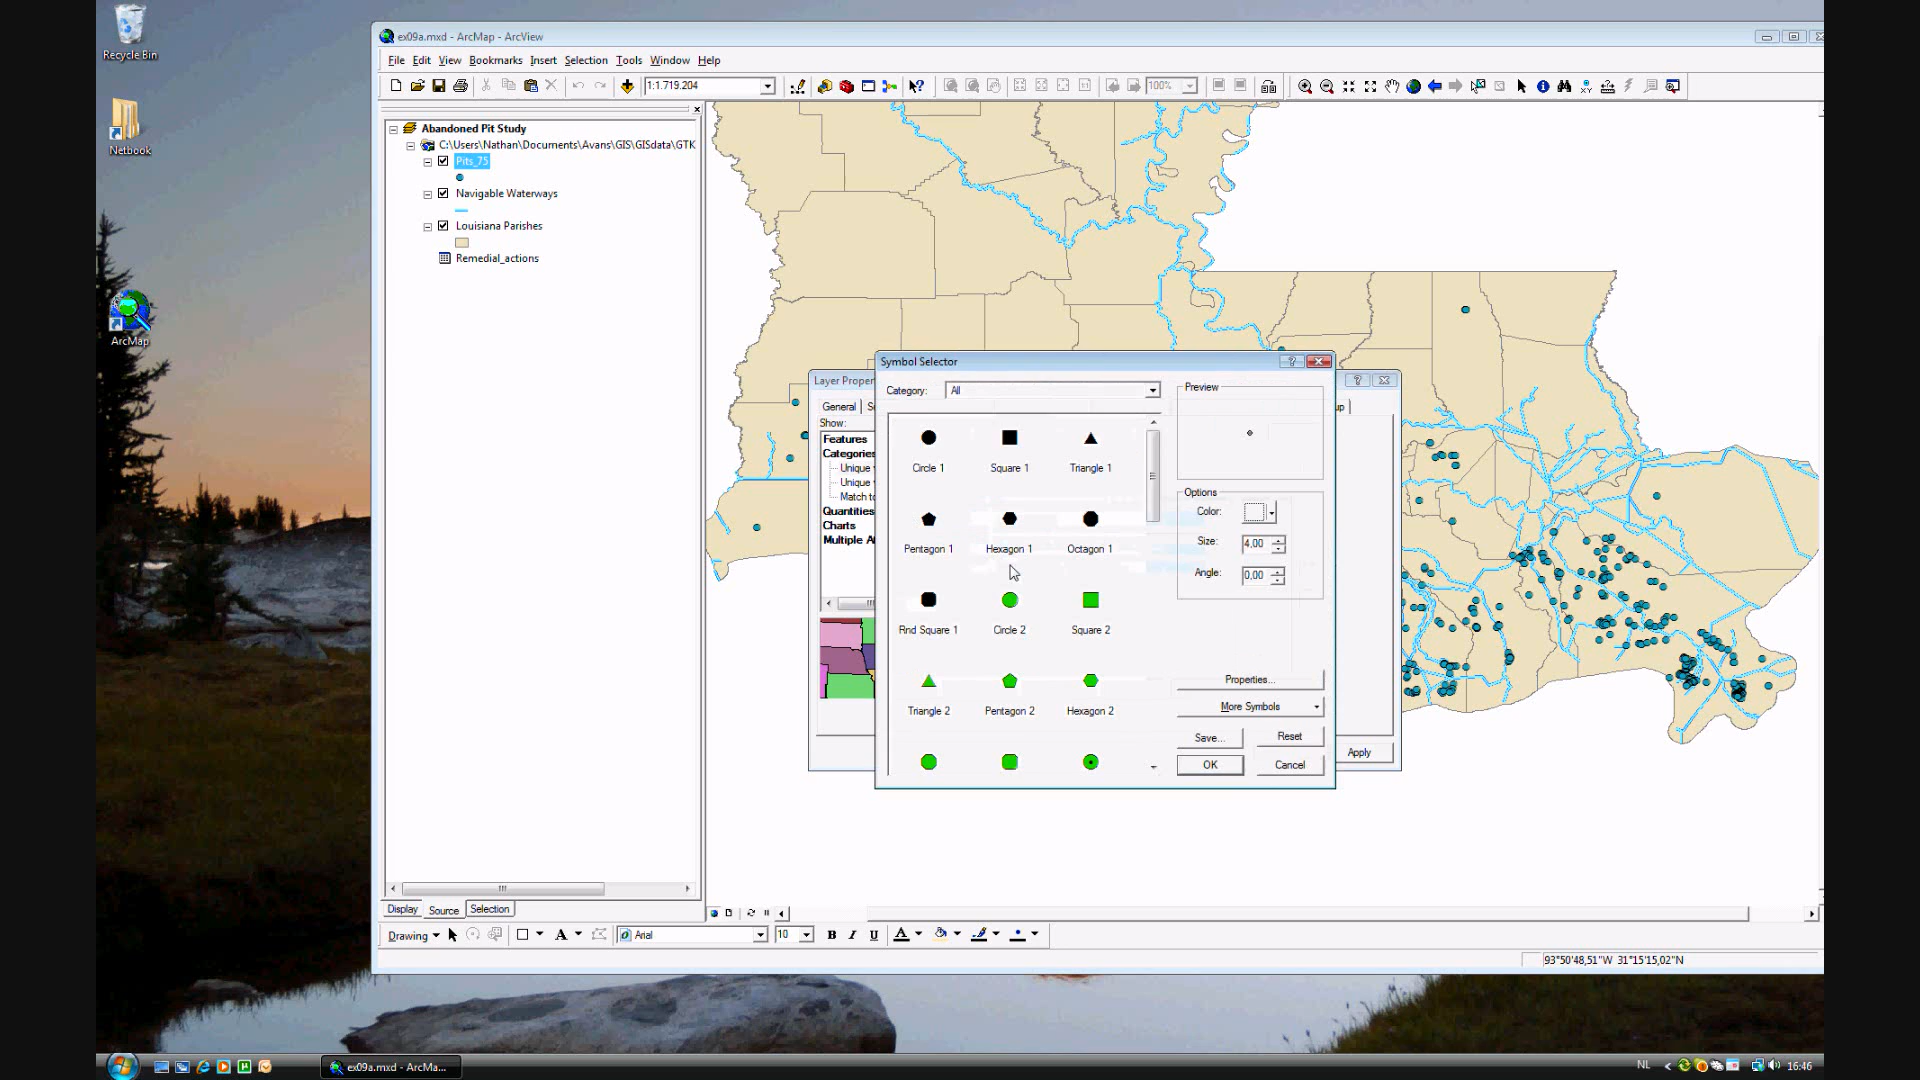 Recycle Bin
Netbook
ArcMap
ex09a.mxd - ArcMap - ArcView
File Edit View Bookmarks Insert Selection Tools Window Help
1:1.719.204
100%
Abandoned Pit Study
C:\Users\Nathan\Documents\Avans\GIS\GISdata\GTK
Pits_75
Navigable Waterways
Louisiana Parishes
Remedial_actions
Display Source Selection
Layer Proper
General
Show:
Features
Categories
Unique
Unique
Match to
Quantities
Charts
Multiple
Apply
Symbol Selector
Category: All
Circle 1 Square 1 Triangle 1
Pentagon 1 Hexagon 1 Octagon 1
Rnd Square 1 Circle 2 Square 2
Triangle 2 Pentagon 2 Hexagon 2
Preview
Options
Color:
Size: 4,00
Angle: 0,00
Properties...
More Symbols
Save... Reset
OK Cancel
Drawing A Arial 10 B I U A
93°50'48,51"W 31°15'15,02"N
ex09a.mxd - ArcMa...
NL 16:46